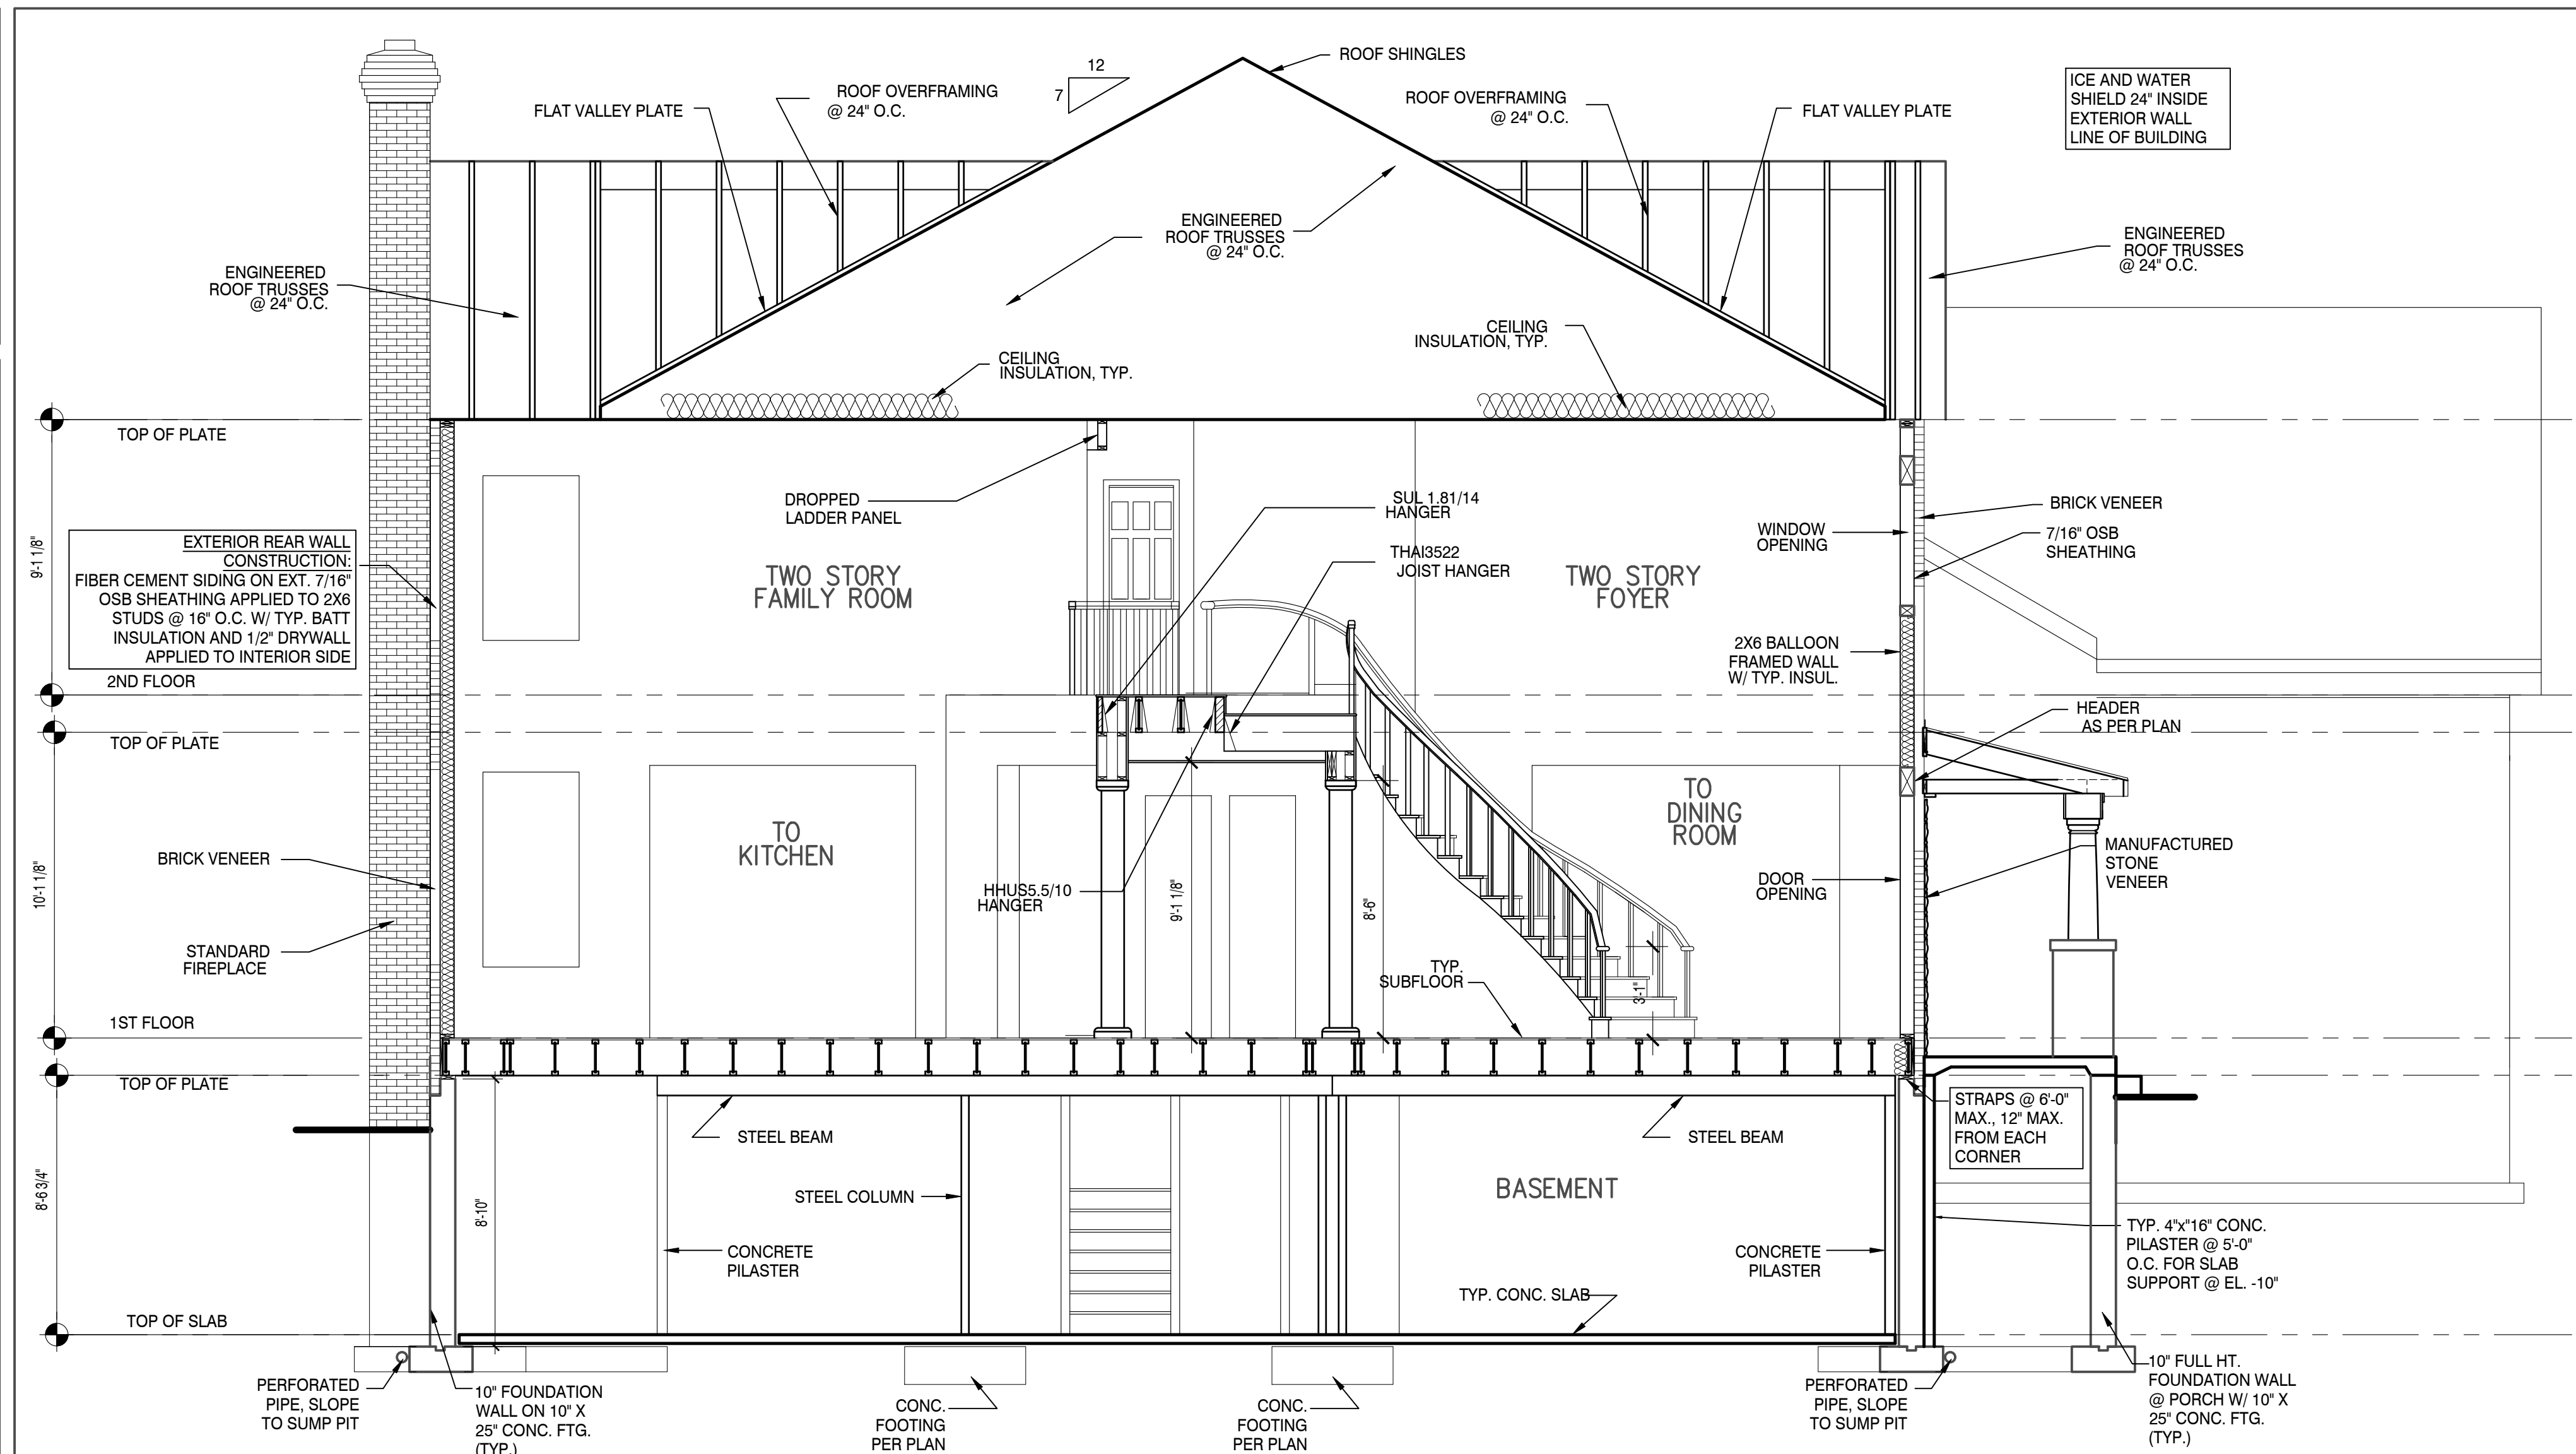 ROOF SHINGLES
12
7
ROOF OVERFRAMING
@ 24" O.C.
FLAT VALLEY PLATE
ROOF OVERFRAMING
@ 24" O.C.
FLAT VALLEY PLATE
ICE AND WATER
SHIELD 24" INSIDE
EXTERIOR WALL
LINE OF BUILDING
ENGINEERED
ROOF TRUSSES
@ 24" O.C.
ENGINEERED
ROOF TRUSSES
@ 24" O.C.
ENGINEERED
ROOF TRUSSES
@ 24" O.C.
CEILING
INSULATION, TYP.
CEILING
INSULATION, TYP.
TOP OF PLATE
9'-1 1/8"
DROPPED
LADDER PANEL
SUL 1.81/14
HANGER
THAI3522
JOIST HANGER
WINDOW
OPENING
BRICK VENEER
7/16" OSB
SHEATHING
EXTERIOR REAR WALL
CONSTRUCTION:
FIBER CEMENT SIDING ON EXT. 7/16"
OSB SHEATHING APPLIED TO 2X6
STUDS @ 16" O.C. W/ TYP. BATT
INSULATION AND 1/2" DRYWALL
APPLIED TO INTERIOR SIDE
TWO STORY
FAMILY ROOM
TWO STORY
FOYER
2X6 BALLOON
FRAMED WALL
W/ TYP. INSUL.
2ND FLOOR
TOP OF PLATE
HEADER
AS PER PLAN
10'-1 1/8"
TO
KITCHEN
TO
DINING
ROOM
BRICK VENEER
STANDARD
FIREPLACE
HHUS5.5/10
HANGER
9'-1 1/8"
8'-6"
DOOR
OPENING
MANUFACTURED
STONE
VENEER
TYP.
SUBFLOOR
3'-1"
1ST FLOOR
TOP OF PLATE
8'-6 3/4"
8'-10"
STEEL BEAM
STEEL BEAM
STRAPS @ 6'-0"
MAX., 12" MAX.
FROM EACH
CORNER
STEEL COLUMN
BASEMENT
CONCRETE
PILASTER
CONCRETE
PILASTER
TYP. 4"x"16" CONC.
PILASTER @ 5'-0"
O.C. FOR SLAB
SUPPORT @ EL. -10"
TYP. CONC. SLAB
TOP OF SLAB
PERFORATED
PIPE, SLOPE
TO SUMP PIT
10" FOUNDATION
WALL ON 10" X
25" CONC. FTG.
(TYP.)
CONC.
FOOTING
PER PLAN
CONC.
FOOTING
PER PLAN
PERFORATED
PIPE, SLOPE
TO SUMP PIT
10" FULL HT.
FOUNDATION WALL
@ PORCH W/ 10" X
25" CONC. FTG.
(TYP.)